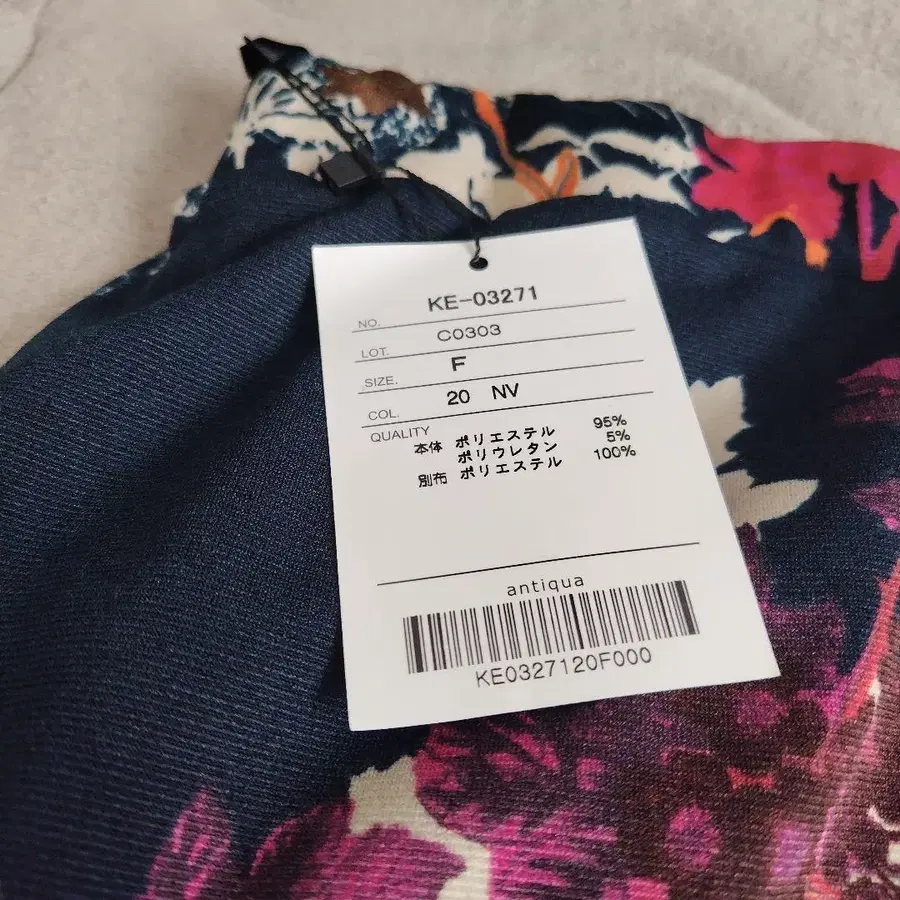 NO. KE-03271
LOT. C0303
SIZE. F
COL. 20 NV
QUALITY
本体 ポリエステル 95%
ポリウレタン 5%
別布 ポリエステル 100%
antiqua
KE0327120F000